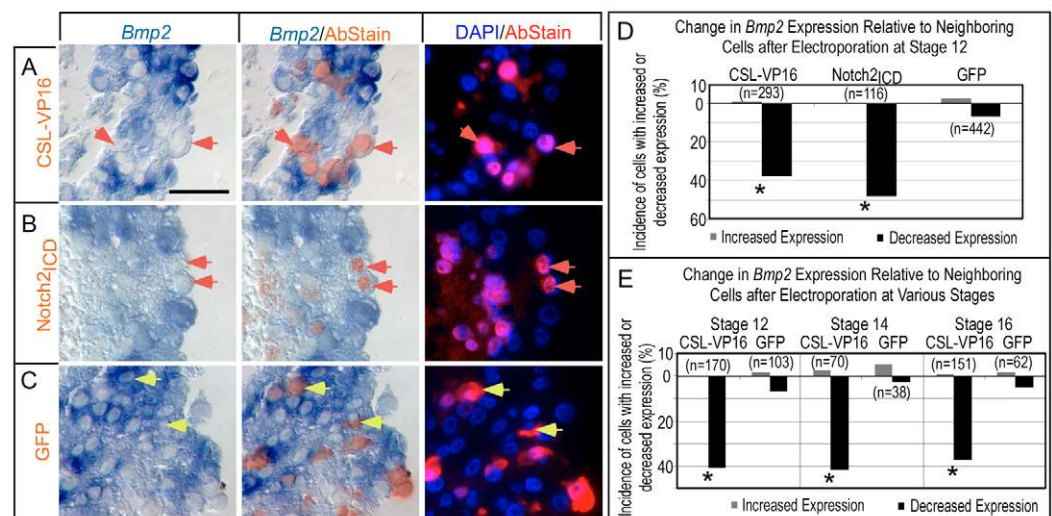 Bmp2
Bmp2/AbStain
DAPI/AbStain
A
CSL-VP16
B
Notch2ICD
C
GFP
D
Change in Bmp2 Expression Relative to Neighboring
Cells after Electroporation at Stage 12
CSL-VP16
Notch2ICD
GFP
(n=293)
(n=116)
(n=442)
Incidence of cells with increased or
decreased expression (%)
10
0
20
40
60
*
*
Increased Expression
Decreased Expression
E
Change in Bmp2 Expression Relative to Neighboring
Cells after Electroporation at Various Stages
Stage 12
Stage 14
Stage 16
CSL-VP16 GFP
CSL-VP16 GFP
CSL-VP16 GFP
(n=170)
(n=103)
(n=70)
(n=38)
(n=151)
(n=62)
Incidence of cells with increased or
decreased expression (%)
10
0
20
40
*
*
*
Increased Expression
Decreased Expression